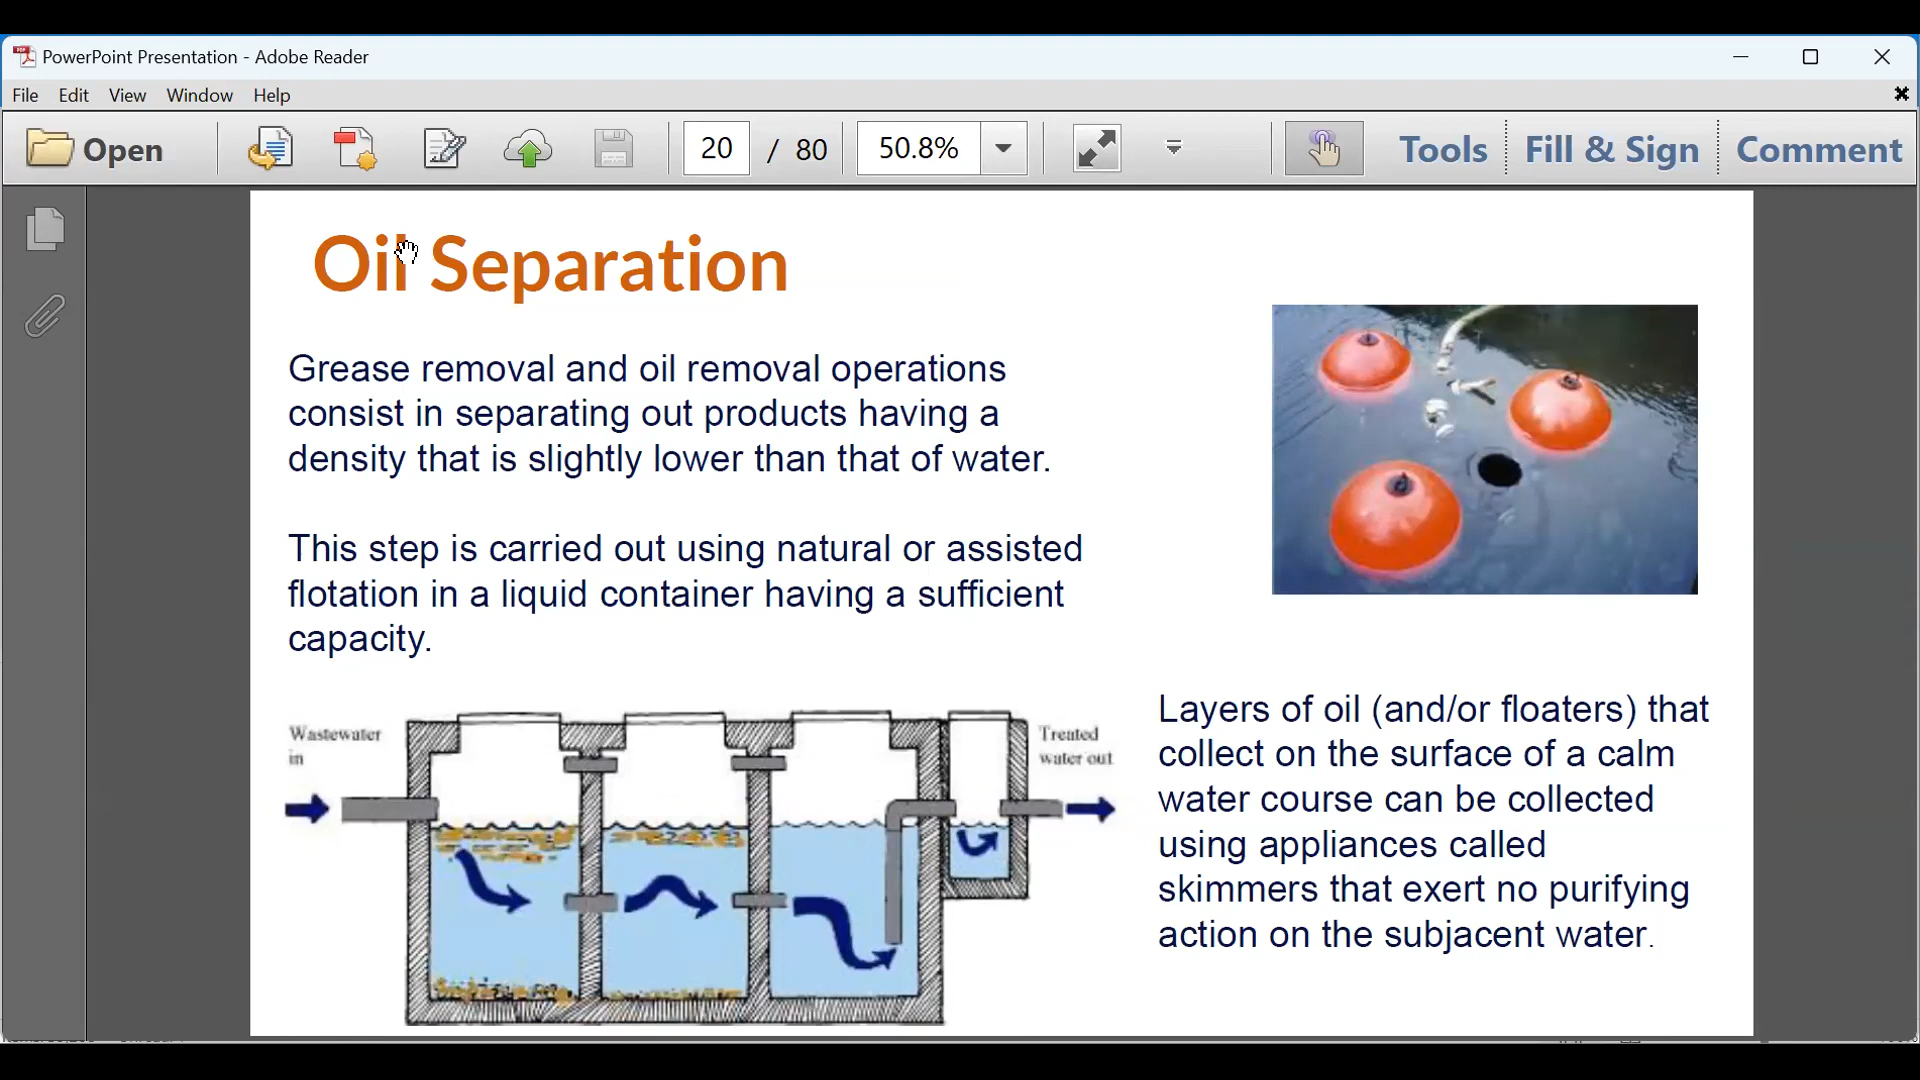 PowerPoint Presentation - Adobe Reader
File Edit View Window Help
Open 20 / 80 50.8% Tools Fill & Sign Comment
Oil Separation
Grease removal and oil removal operations
consist in separating out products having a
density that is slightly lower than that of water.
This step is carried out using natural or assisted
flotation in a liquid container having a sufficient
capacity.
Wastewater
in
Treated
water out
Layers of oil (and/or floaters) that
collect on the surface of a calm
water course can be collected
using appliances called
skimmers that exert no purifying
action on the subjacent water.